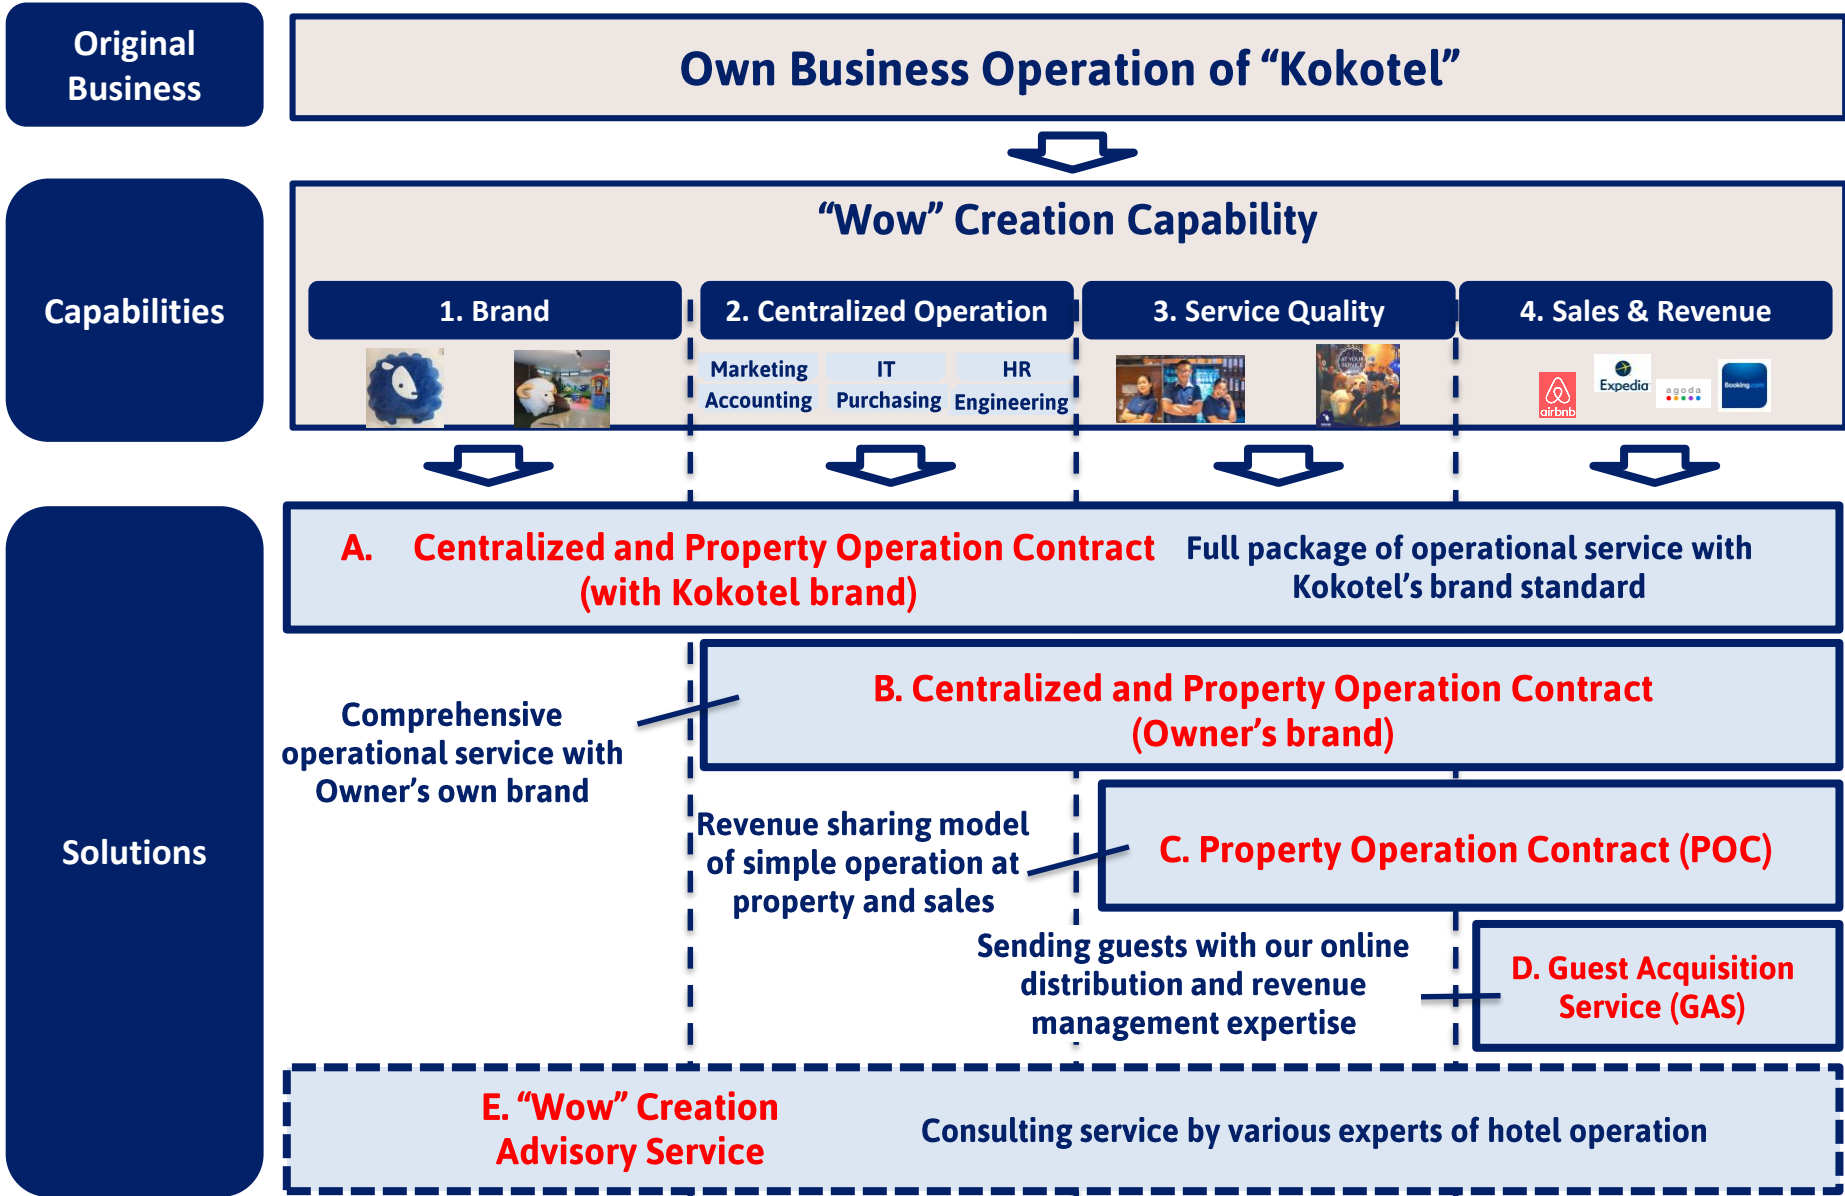 Original
Business
Own Business Operation of “Kokotel”
Capabilities
“Wow” Creation Capability
1. Brand
2. Centralized Operation
3. Service Quality
4. Sales & Revenue
Marketing
IT
HR
Accounting
Purchasing
Engineering
AT YOUR
SERVICE
airbnb
Expedia
agoda
Booking.com
Solutions
A. Centralized and Property Operation Contract
(with Kokotel brand)
Full package of operational service with
Kokotel’s brand standard
B. Centralized and Property Operation Contract
(Owner’s brand)
Comprehensive
operational service with
Owner’s own brand
C. Property Operation Contract (POC)
Revenue sharing model
of simple operation at
property and sales
D. Guest Acquisition
Service (GAS)
Sending guests with our online
distribution and revenue
management expertise
E. “Wow” Creation
Advisory Service
Consulting service by various experts of hotel operation